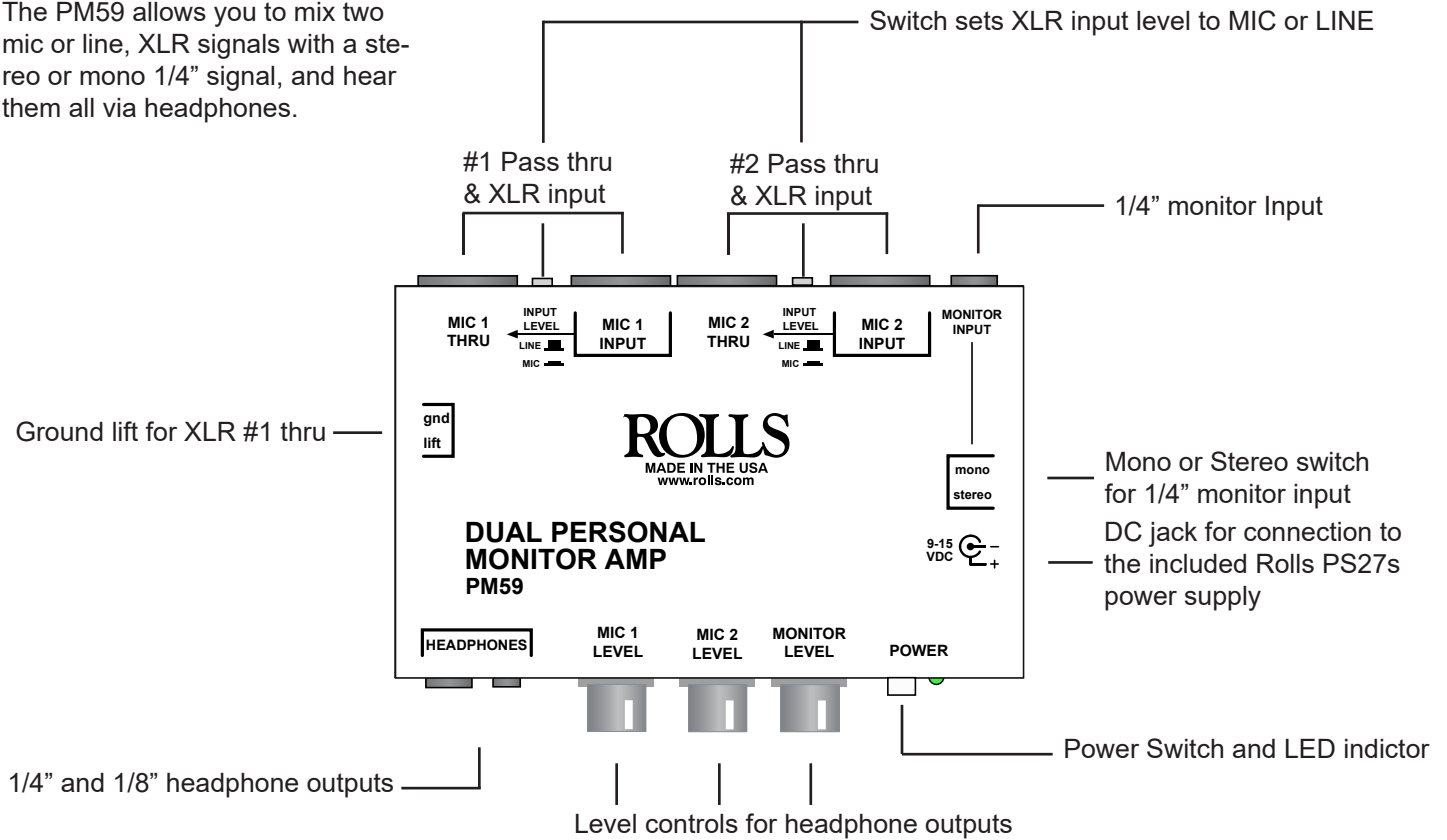 The PM59 allows you to mix two
mic or line, XLR signals with a ste-
reo or mono 1/4” signal, and hear
them all via headphones.
Switch sets XLR input level to MIC or LINE
#1 Pass thru
& XLR input
#2 Pass thru
& XLR input
1/4” monitor Input
MIC 1
THRU
INPUT
LEVEL
LINE
MIC
MIC 1
INPUT
MIC 2
THRU
INPUT
LEVEL
LINE
MIC
MIC 2
INPUT
MONITOR
INPUT
Ground lift for XLR #1 thru
gnd
lift
ROLLS
MADE IN THE USA
www.rolls.com
mono
stereo
Mono or Stereo switch
for 1/4” monitor input
DUAL PERSONAL
MONITOR AMP
PM59
9-15
VDC
–
+
DC jack for connection to
the included Rolls PS27s
power supply
HEADPHONES
MIC 1
LEVEL
MIC 2
LEVEL
MONITOR
LEVEL
POWER
Power Switch and LED indictor
1/4” and 1/8” headphone outputs
Level controls for headphone outputs